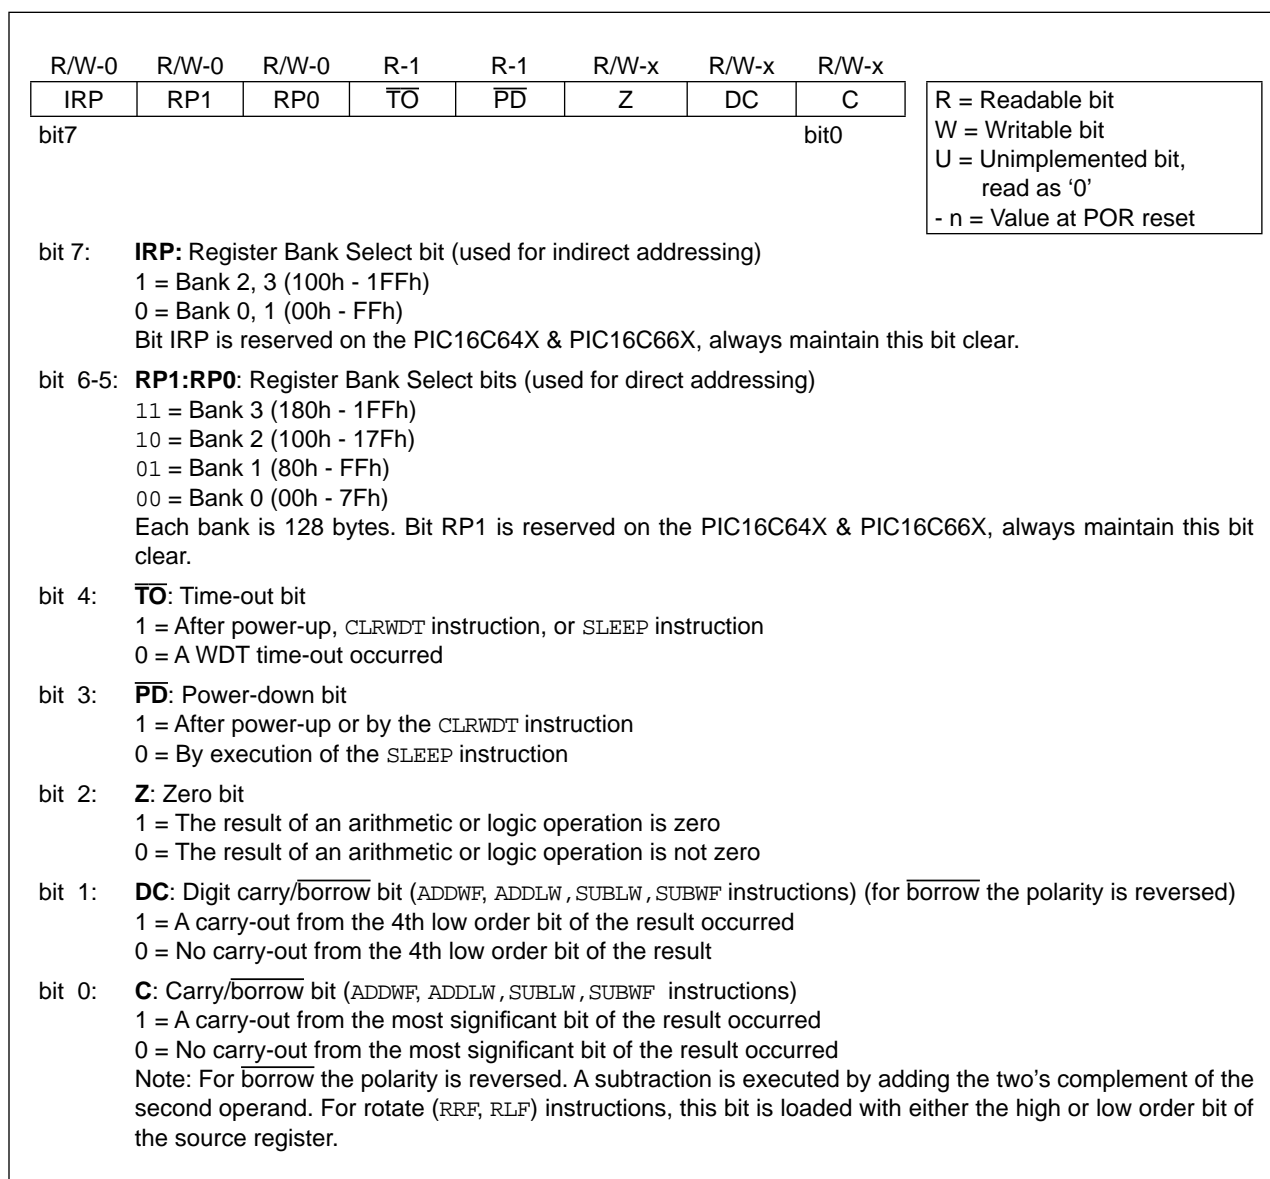 R/W-0 R/W-0 R/W-0 R-1 R-1 R/W-x R/W-x R/W-x
IRP RP1 RP0 T̅O̅ P̅D̅ Z DC C
bit7 bit0
R = Readable bit
W = Writable bit
U = Unimplemented bit,
read as ‘0’
- n = Value at POR reset
bit 7: IRP: Register Bank Select bit (used for indirect addressing)
1 = Bank 2, 3 (100h - 1FFh)
0 = Bank 0, 1 (00h - FFh)
Bit IRP is reserved on the PIC16C64X & PIC16C66X, always maintain this bit clear.
bit 6-5: RP1:RP0: Register Bank Select bits (used for direct addressing)
11 = Bank 3 (180h - 1FFh)
10 = Bank 2 (100h - 17Fh)
01 = Bank 1 (80h - FFh)
00 = Bank 0 (00h - 7Fh)
Each bank is 128 bytes. Bit RP1 is reserved on the PIC16C64X & PIC16C66X, always maintain this bit
clear.
bit 4: T̅O̅: Time-out bit
1 = After power-up, CLRWDT instruction, or SLEEP instruction
0 = A WDT time-out occurred
bit 3: P̅D̅: Power-down bit
1 = After power-up or by the CLRWDT instruction
0 = By execution of the SLEEP instruction
bit 2: Z: Zero bit
1 = The result of an arithmetic or logic operation is zero
0 = The result of an arithmetic or logic operation is not zero
bit 1: DC: Digit carry/b̅o̅r̅r̅o̅w̅ bit (ADDWF, ADDLW,SUBLW,SUBWF instructions) (for b̅o̅r̅r̅o̅w̅ the polarity is reversed)
1 = A carry-out from the 4th low order bit of the result occurred
0 = No carry-out from the 4th low order bit of the result
bit 0: C: Carry/b̅o̅r̅r̅o̅w̅ bit (ADDWF, ADDLW,SUBLW,SUBWF instructions)
1 = A carry-out from the most significant bit of the result occurred
0 = No carry-out from the most significant bit of the result occurred
Note: For b̅o̅r̅r̅o̅w̅ the polarity is reversed. A subtraction is executed by adding the two’s complement of the
second operand. For rotate (RRF, RLF) instructions, this bit is loaded with either the high or low order bit of
the source register.